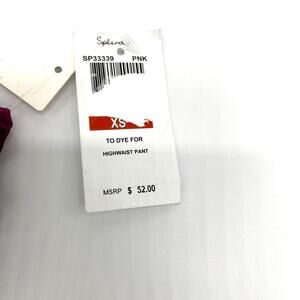 Splendid
SP33339 PNK
XS
TO DYE FOR
HIGHWAIST PANT
MSRP $ 52.00